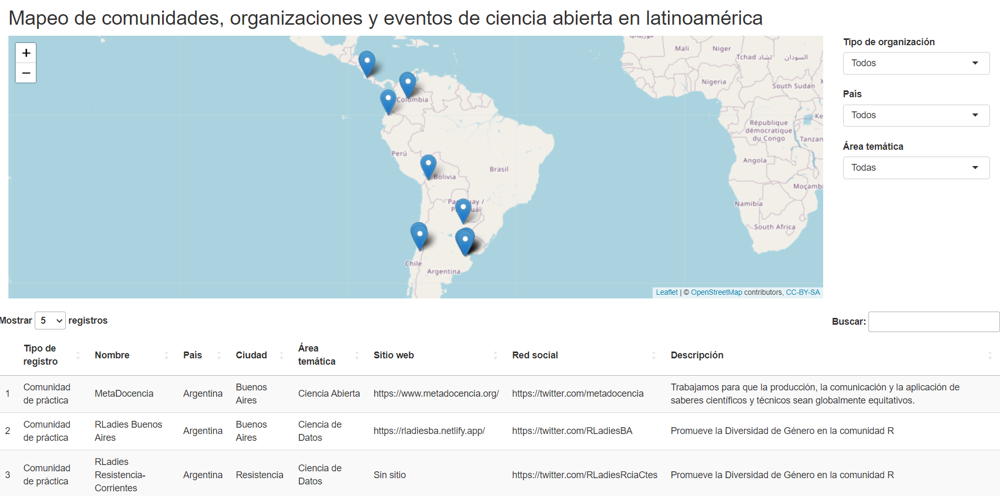 Mapeo de comunidades, organizaciones y eventos de ciencia abierta en latinoamérica
+
−
Mali
Niger
Tchad تشاد
السودان
Nigeria
South Sudan
Colombia
Ke
République
démocratique
du Congo
Tanzan
Perú
Angola
Brasil
Bolivia
Moçamb
Namibia
South Africa
Chile
Argentina
Leaflet | © OpenStreetMap contributors, CC-BY-SA
Tipo de organización
Todos
País
Todos
Área temática
Todas
Mostrar 5 registros
Buscar:
Tipo de registro Nombre País Ciudad Área temática Sitio web Red social Descripción
1 Comunidad de práctica MetaDocencia Argentina Buenos Aires Ciencia Abierta https://www.metadocencia.org/ https://twitter.com/metadocencia Trabajamos para que la producción, la comunicación y la aplicación de saberes científicos y técnicos sean globalmente equitativos.
2 Comunidad de práctica RLadies Buenos Aires Argentina Buenos Aires Ciencia de Datos https://rladiesba.netlify.app/ https://twitter.com/RLadiesBA Promueve la Diversidad de Género en la comunidad R
3 Comunidad de práctica RLadies Resistencia-Corrientes Argentina Resistencia Ciencia de Datos Sin sitio https://twitter.com/RLadiesRciaCtes Promueve la Diversidad de Género en la comunidad R